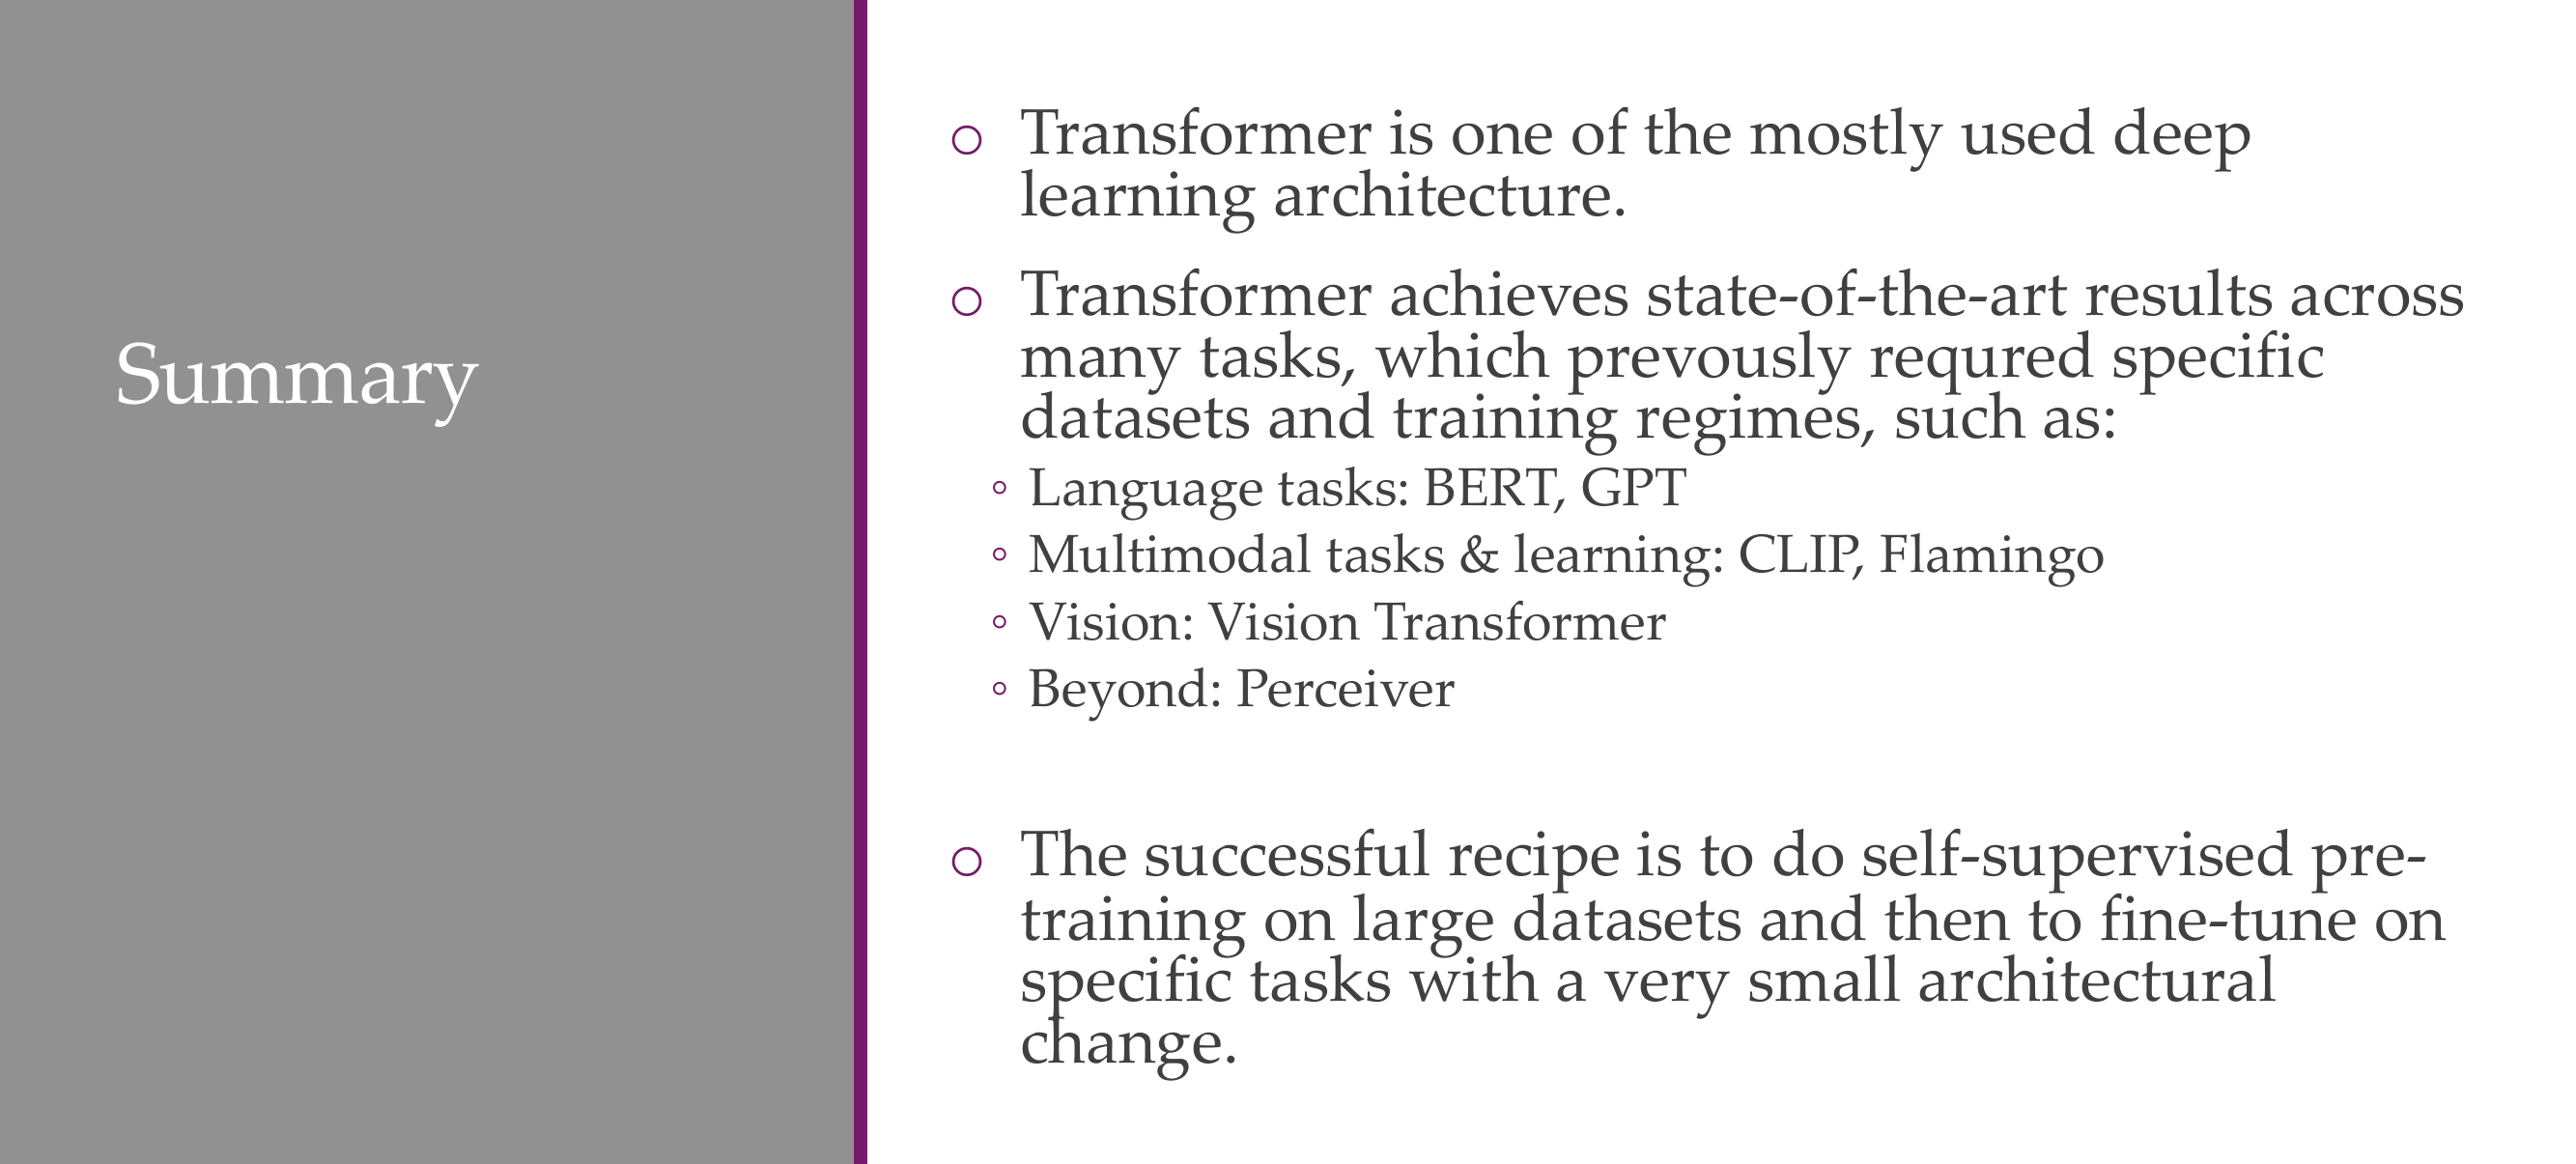 Summary
○ Transformer is one of the mostly used deep
learning architecture.
○ Transformer achieves state-of-the-art results across
many tasks, which prevously requred specific
datasets and training regimes, such as:
◦ Language tasks: BERT, GPT
◦ Multimodal tasks & learning: CLIP, Flamingo
◦ Vision: Vision Transformer
◦ Beyond: Perceiver
○ The successful recipe is to do self-supervised pre-
training on large datasets and then to fine-tune on
specific tasks with a very small architectural
change.